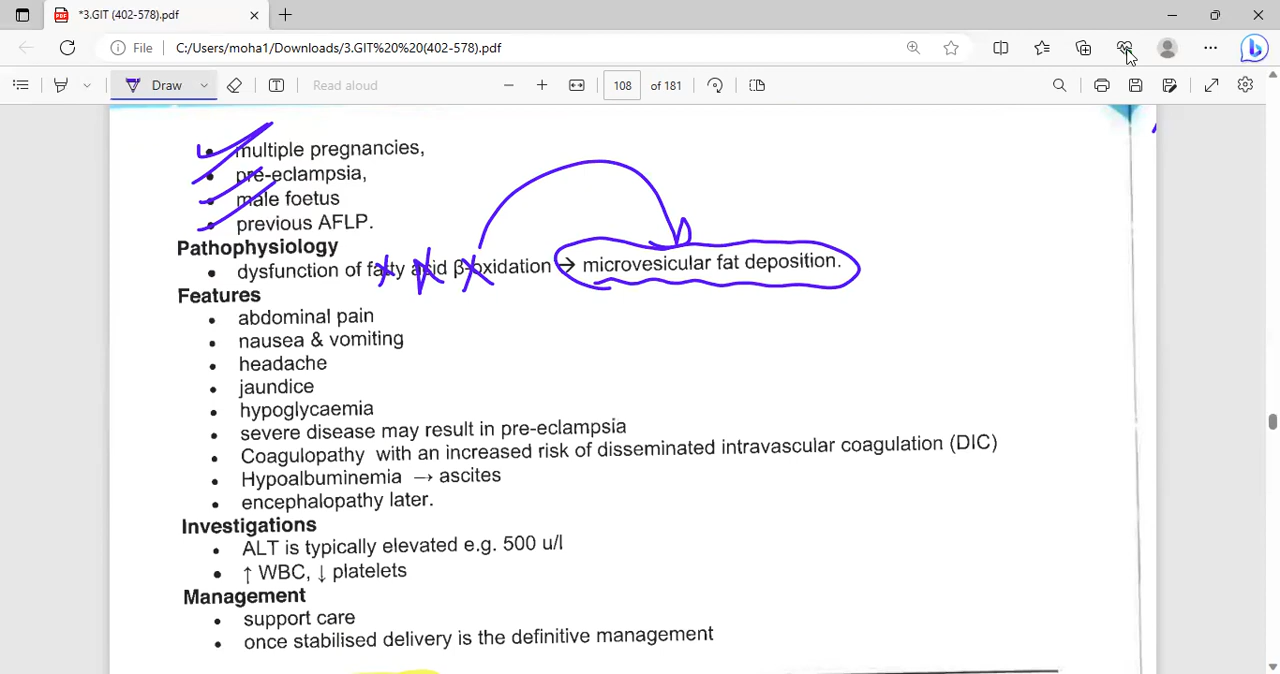 *3.GIT (402-578).pdf
File C:/Users/moha1/Downloads/3.GIT%20%20(402-578).pdf
Draw Read aloud 108 of 181
• multiple pregnancies,
• pre-eclampsia,
• male foetus
• previous AFLP.
Pathophysiology
• dysfunction of fatty acid β-oxidation → microvesicular fat deposition.
Features
• abdominal pain
• nausea & vomiting
• headache
• jaundice
• hypoglycaemia
• severe disease may result in pre-eclampsia
• Coagulopathy with an increased risk of disseminated intravascular coagulation (DIC)
• Hypoalbuminemia → ascites
• encephalopathy later.
Investigations
• ALT is typically elevated e.g. 500 u/l
• ↑ WBC, ↓ platelets
Management
• support care
• once stabilised delivery is the definitive management